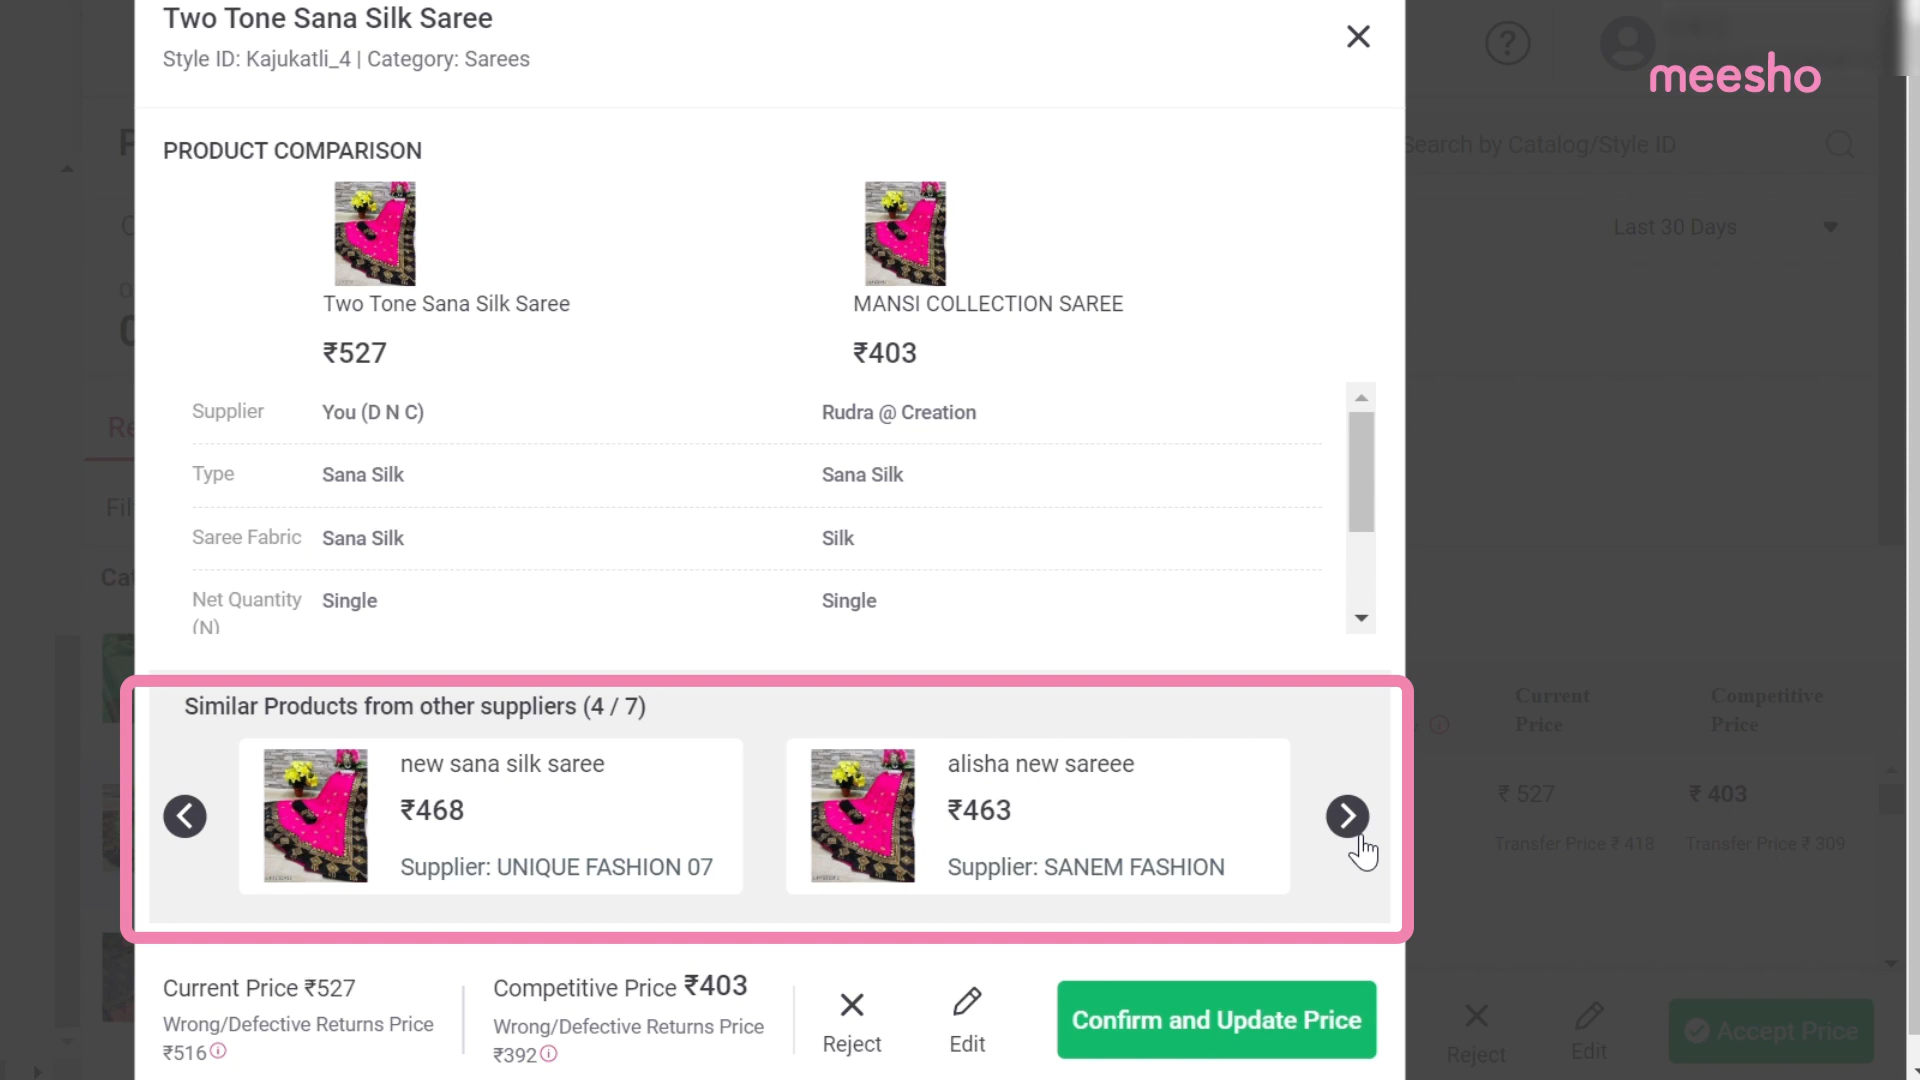 Two Tone Sana Silk Saree
Style ID: Kajukatli_4 | Category: Sarees
meesho
Search by Catalog/Style ID
PRODUCT COMPARISON
Last 30 Days
Two Tone Sana Silk Saree
MANSI COLLECTION SAREE
₹527
₹403
Supplier
You (D N C)
Rudra @ Creation
Type
Sana Silk
Sana Silk
Saree Fabric
Sana Silk
Silk
Net Quantity (N)
Single
Single
Similar Products from other suppliers (4 / 7)
new sana silk saree
₹468
Supplier: UNIQUE FASHION 07
alisha new sareee
₹463
Supplier: SANEM FASHION
Current Price
Competitive Price
₹ 527
₹ 403
Transfer Price ₹ 418
Transfer Price ₹ 309
Current Price ₹527
Wrong/Defective Returns Price
₹516
Competitive Price ₹403
Wrong/Defective Returns Price
₹392
Reject
Edit
Confirm and Update Price
Reject
Edit
Accept Price